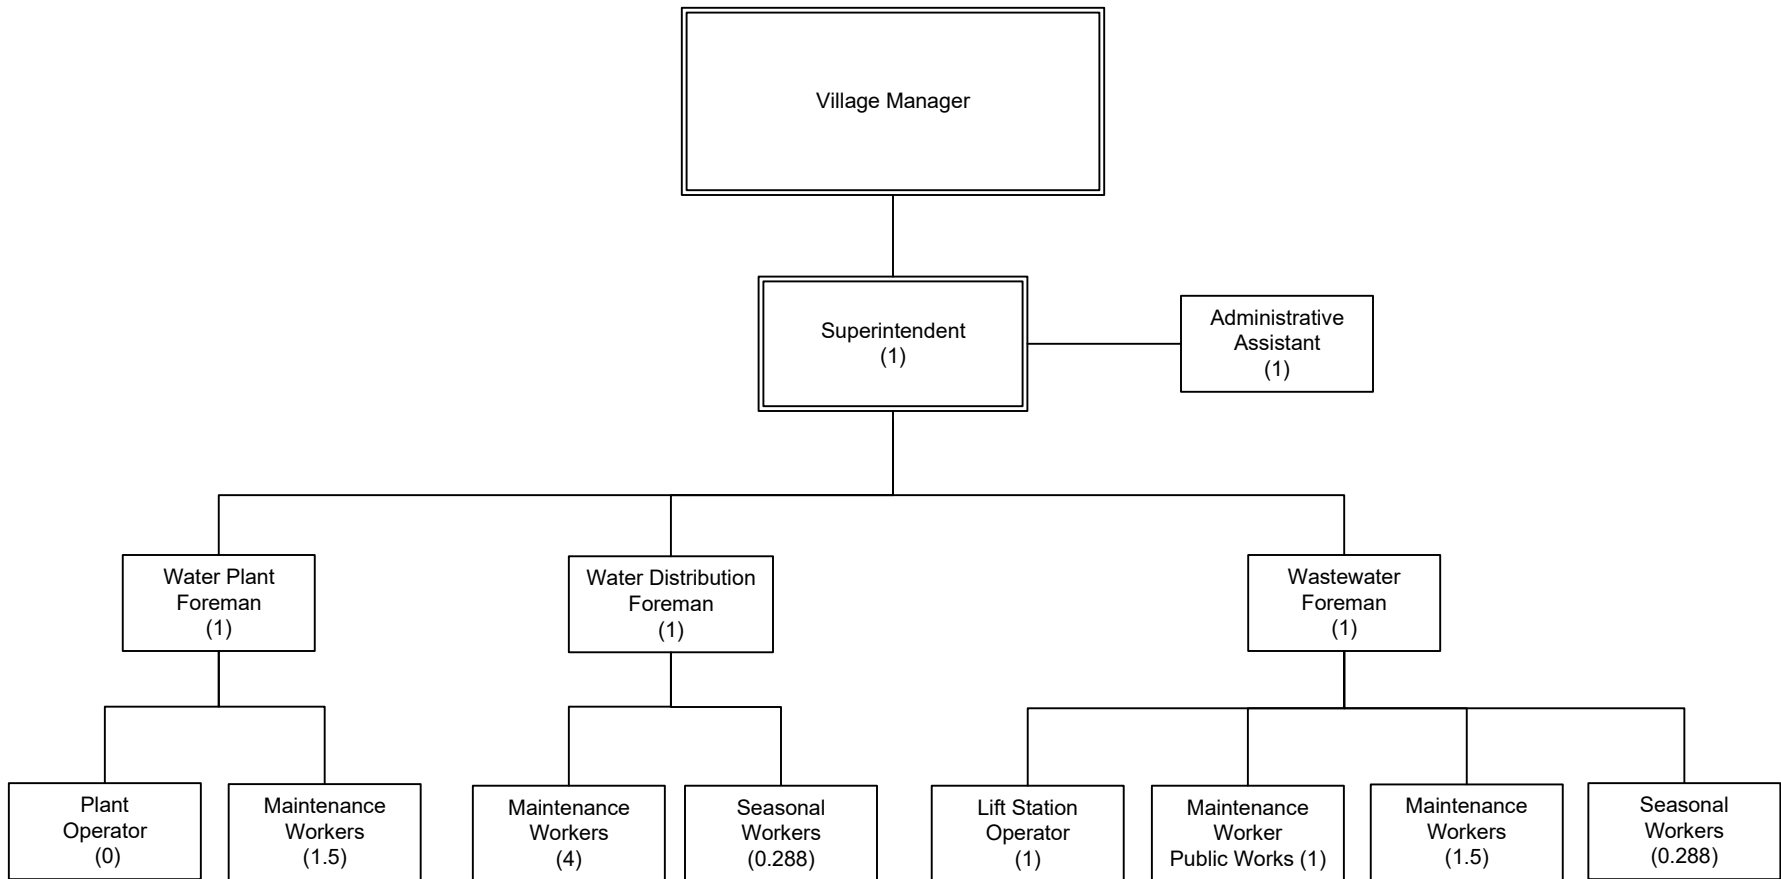 Village Manager
Superintendent
(1)
Administrative
Assistant
(1)
Water Plant
Foreman
(1)
Water Distribution
Foreman
(1)
Wastewater
Foreman
(1)
Plant
Operator
(0)
Maintenance
Workers
(1.5)
Maintenance
Workers
(4)
Seasonal
Workers
(0.288)
Lift Station
Operator
(1)
Maintenance
Worker
Public Works (1)
Maintenance
Workers
(1.5)
Seasonal
Workers
(0.288)